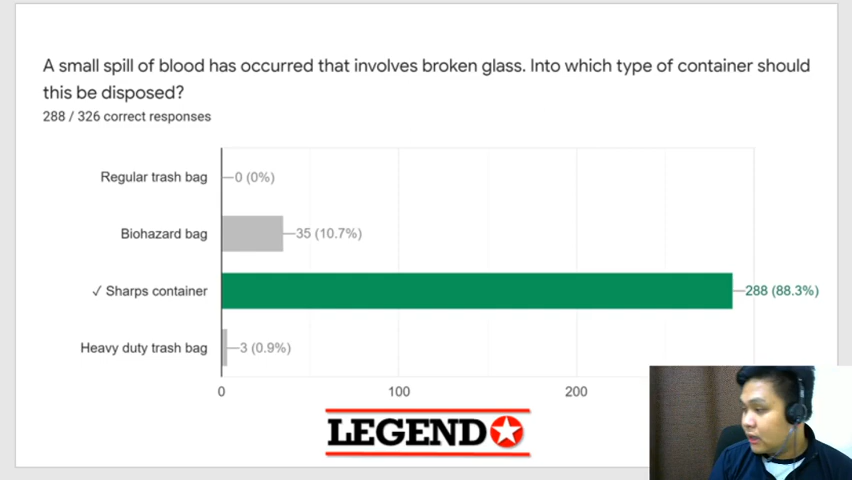 A small spill of blood has occurred that involves broken glass. Into which type of container should
this be disposed?
288 / 326 correct responses
Regular trash bag
0 (0%)
Biohazard bag
35 (10.7%)
✓ Sharps container
288 (88.3%)
Heavy duty trash bag
3 (0.9%)
0
100
200
LEGEND